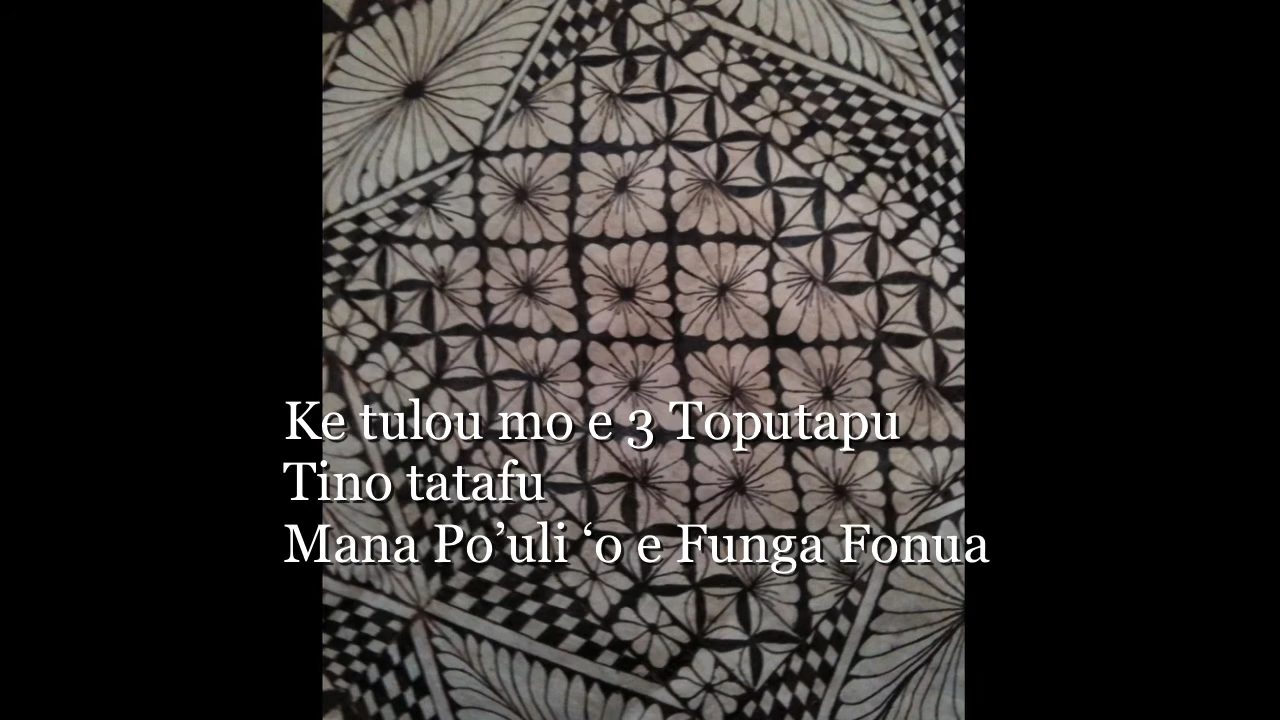 Ke tulou mo e 3 Toputapu
Tino tatafu
Mana Po’uli ‘o e Funga Fonua